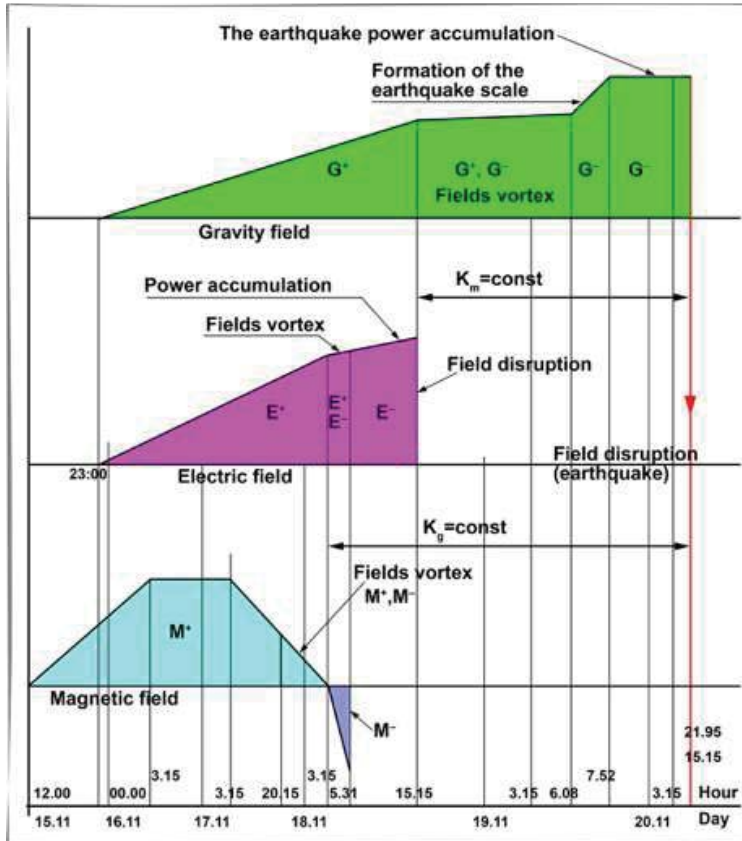 The earthquake power accumulation
Formation of the
earthquake scale
G⁺
G⁺, G⁻
G⁻
G⁻
Fields vortex
Gravity field
Kₘ=const
Power accumulation
Fields vortex
Field disruption
E⁺
E⁺
E⁻
E⁻
23:00
Electric field
Field disruption
(earthquake)
K_g=const
Fields vortex
M⁺,M⁻
M⁺
Magnetic field
M⁻
21.95
15.15
3.15
3.15
7.52
12.00
00.00
3.15
20.15
5.31
15.15
3.15
6.08
3.15
Hour
15.11
16.11
17.11
18.11
19.11
20.11
Day